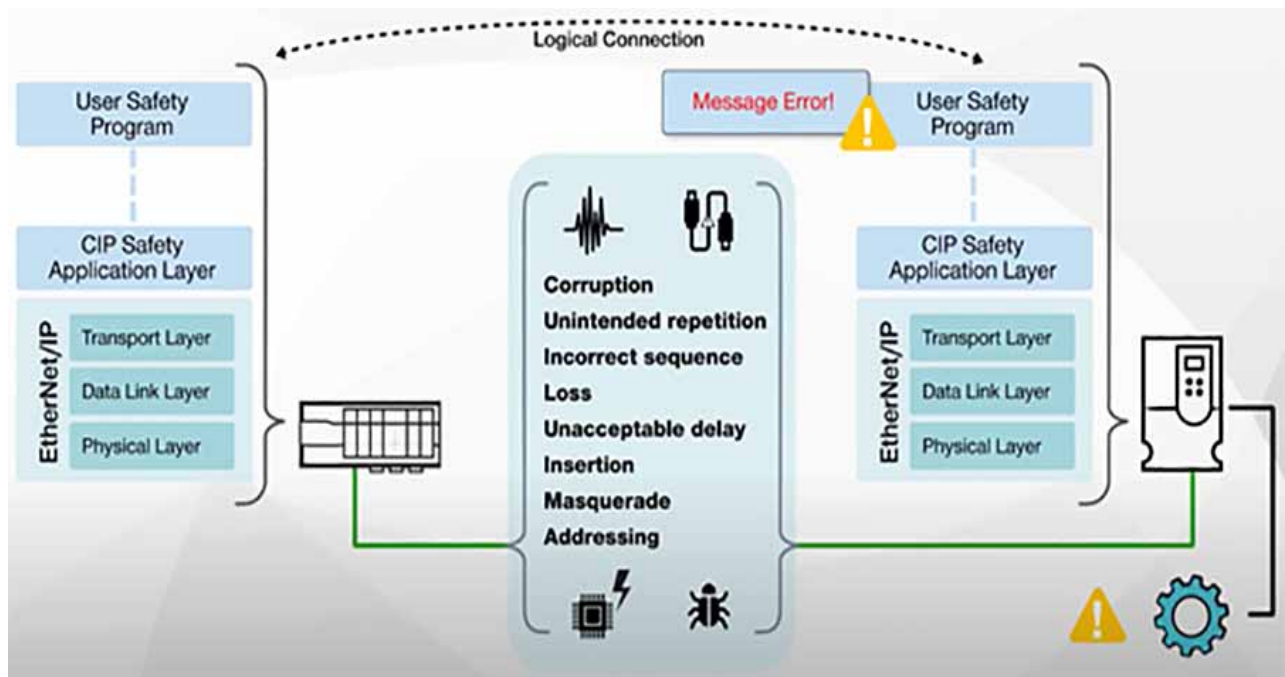 Logical Connection
User Safety
Program
CIP Safety
Application Layer
EtherNet/IP
Transport Layer
Data Link Layer
Physical Layer
Corruption
Unintended repetition
Incorrect sequence
Loss
Unacceptable delay
Insertion
Masquerade
Addressing
Message Error!
User Safety
Program
CIP Safety
Application Layer
EtherNet/IP
Transport Layer
Data Link Layer
Physical Layer